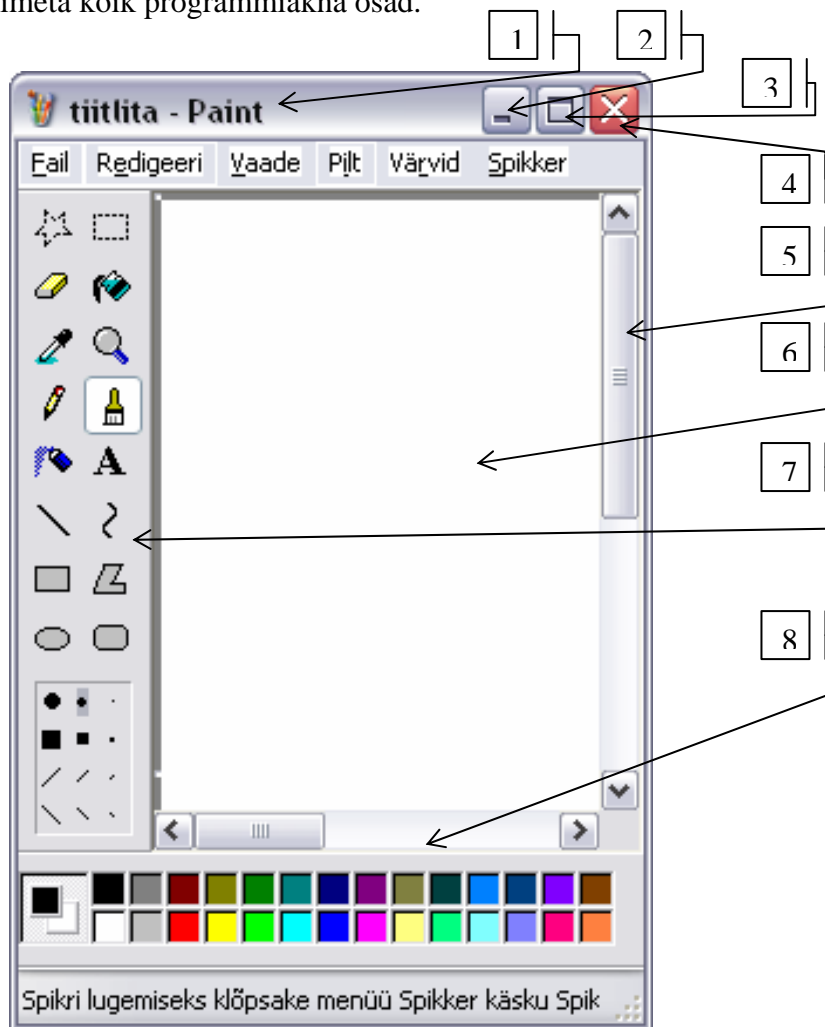 kõik programmiakna osad.
1
2
3
tiitlita - Paint
Fail Redigeeri Vaade Pilt Värvid Spikker
4
5
6
7
A
8
Spikri lugemiseks klõpsake menüü Spikker käsku Spik